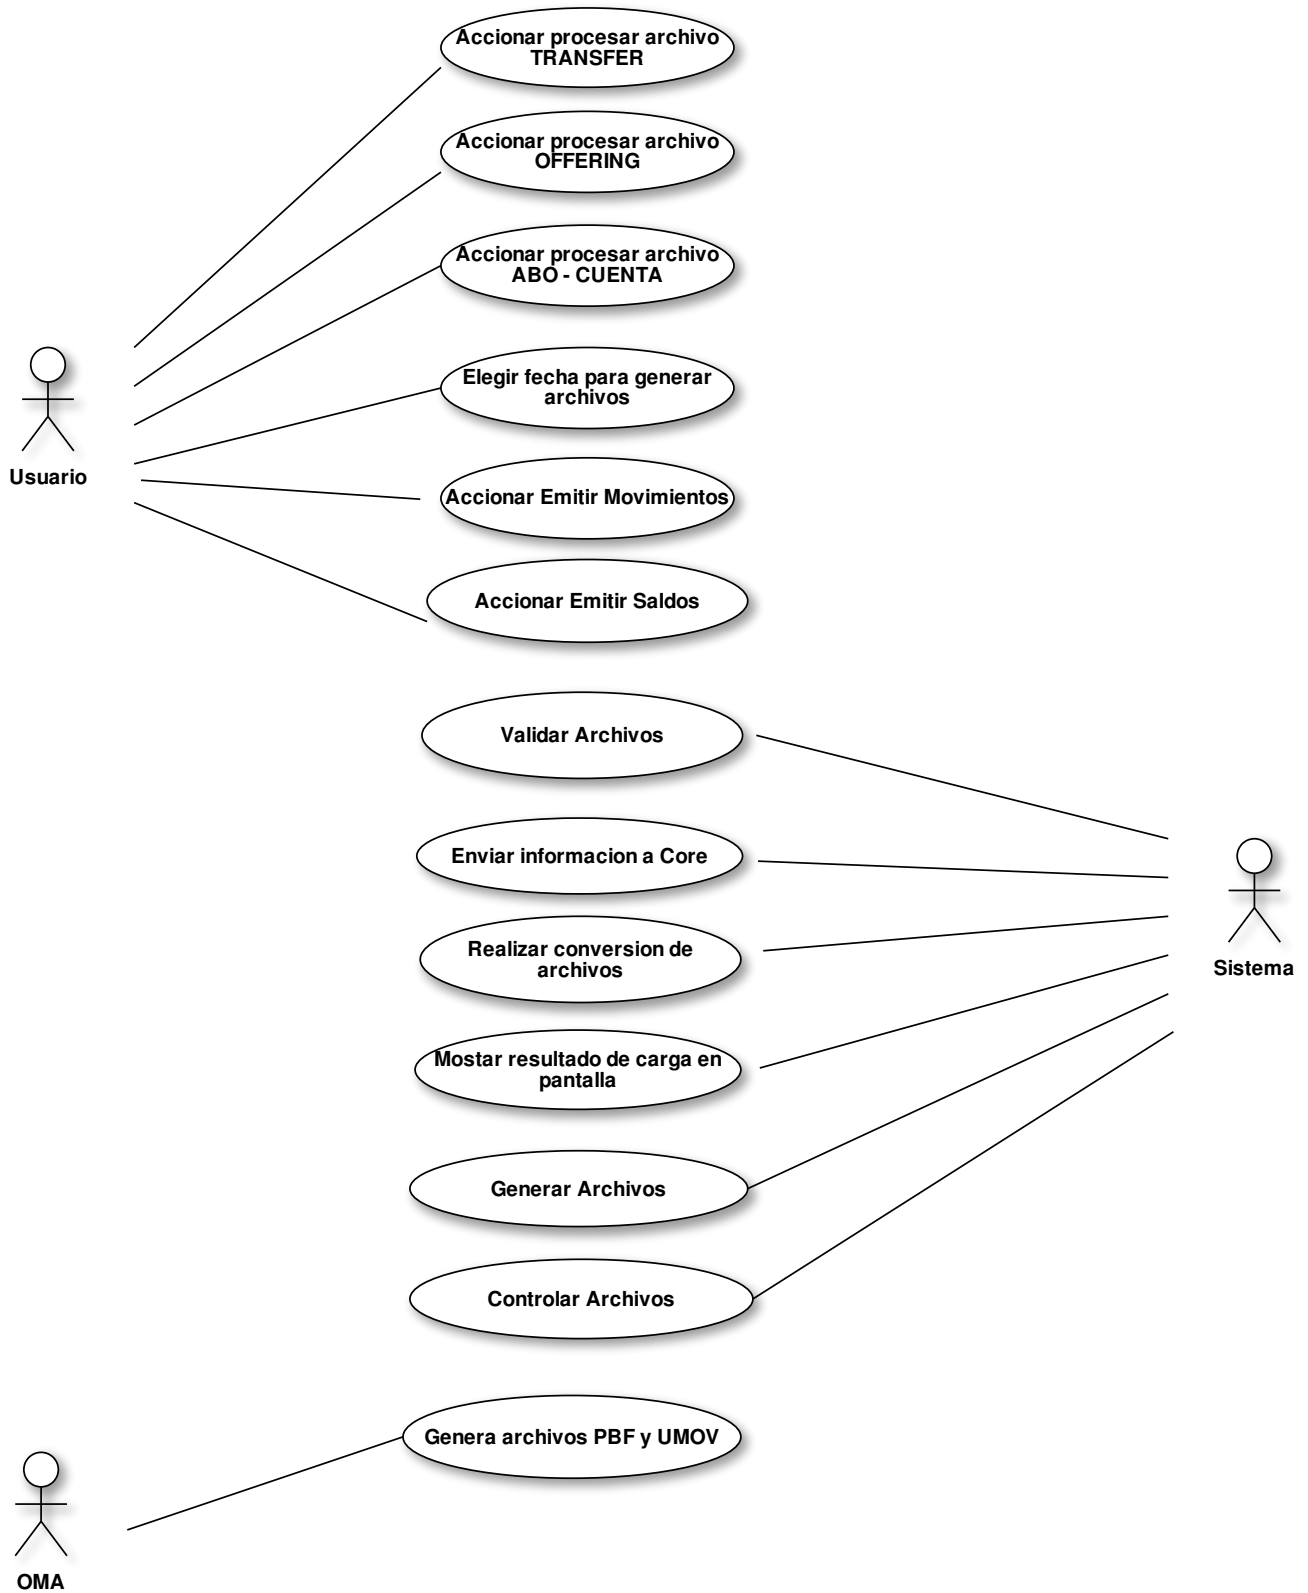 Accionar procesar archivo
TRANSFER
Accionar procesar archivo
OFFERING
Accionar procesar archivo
ABO - CUENTA
Elegir fecha para generar
archivos
Usuario
Accionar Emitir Movimientos
Accionar Emitir Saldos
Validar Archivos
Enviar informacion a Core
Realizar conversion de
archivos
Sistema
Mostar resultado de carga en
pantalla
Generar Archivos
Controlar Archivos
Genera archivos PBF y UMOV
OMA